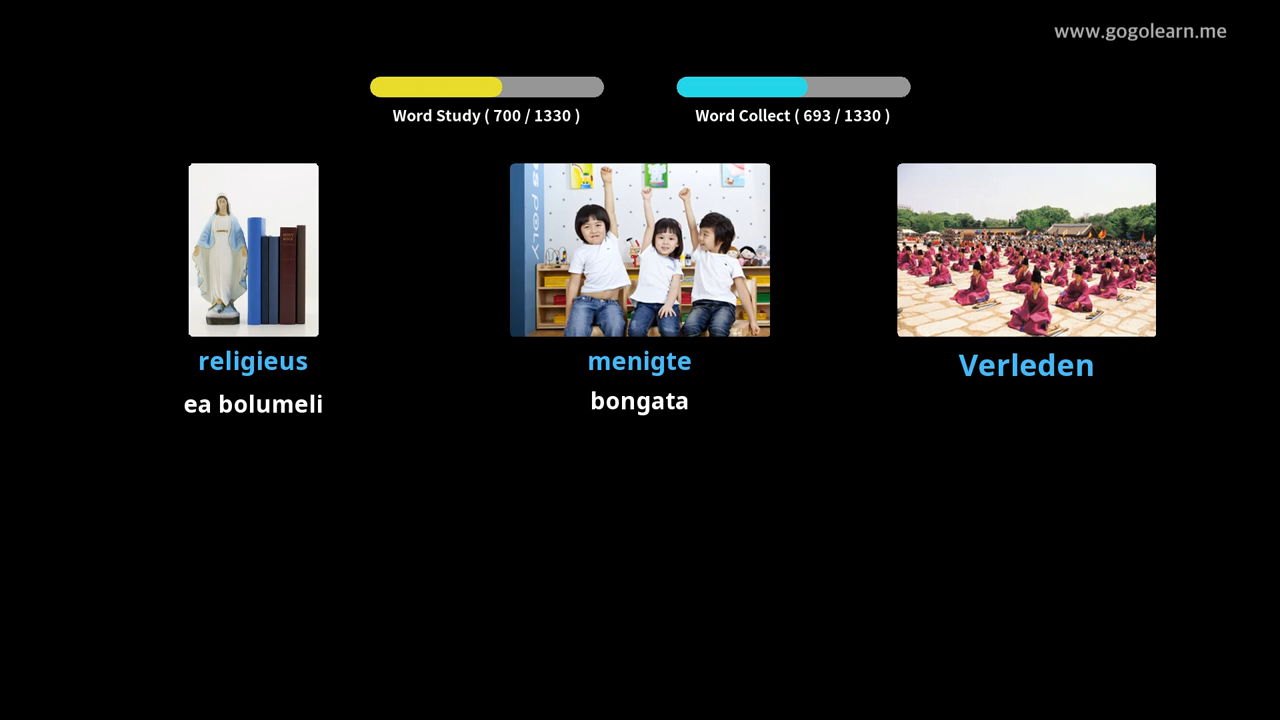 www.gogolearn.me
Word Study ( 700 / 1330 )
Word Collect ( 693 / 1330 )
religieus
ea bolumeli
menigte
bongata
Verleden